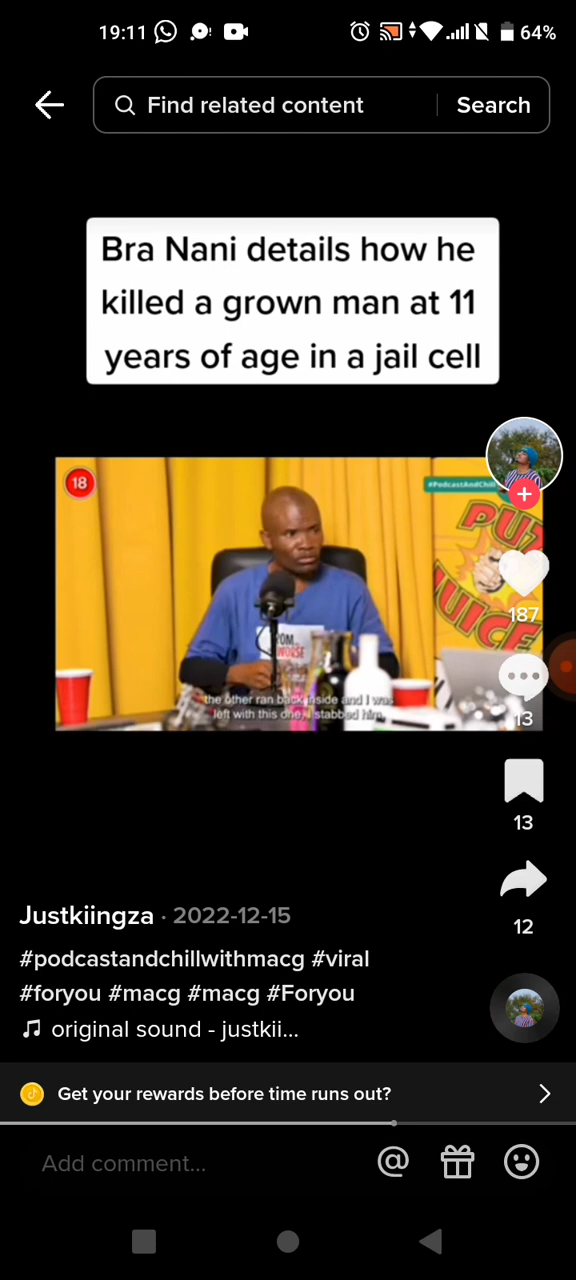 19:11
64%
Find related content
Search
Bra Nani details how he
killed a grown man at 11
years of age in a jail cell
18
#PodcastAndChill
PUZ
JUICE
WORSE
the other ran back inside and I was
left with this one, I stabbed him,
187
13
13
12
Justkiingza · 2022-12-15
#podcastandchillwithmacg #viral
#foryou #macg #macg #Foryou
original sound - justkii...
Get your rewards before time runs out?
Add comment...